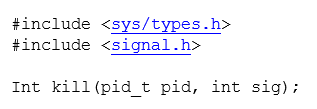 #include <sys/types.h>
#include <signal.h>
Int kill(pid_t pid, int sig);